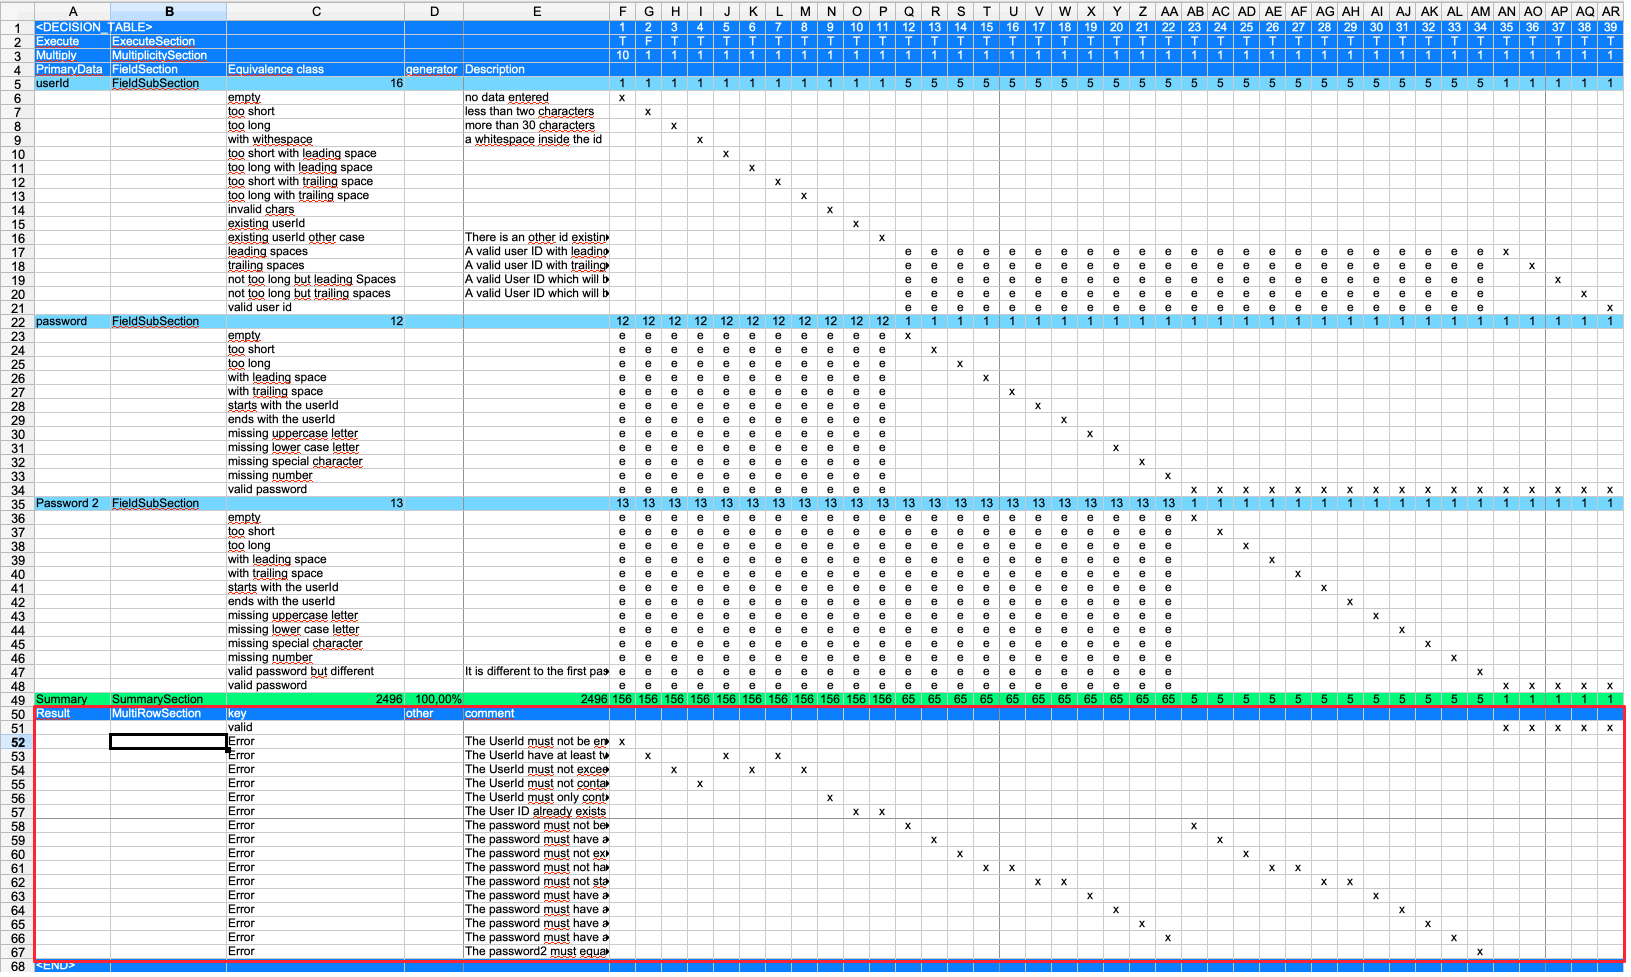 A B C D E F G H I J K L M N O P Q R S T U V W X Y Z AA AB AC AD AE AF AG AH AI AJ AK AL AM AN AO AP AQ AR
1 <DECISION_TABLE> 1 2 3 4 5 6 7 8 9 10 11 12 13 14 15 16 17 18 19 20 21 22 23 24 25 26 27 28 29 30 31 32 33 34 35 36 37 38 39
2 Execute ExecuteSection T F T T T T T T T T T T T T T T T T T T T T T T T T T T T T T T T T T T T T T
3 Multiply MultiplicitySection 10 1 1 1 1 1 1 1 1 1 1 1 1 1 1 1 1 1 1 1 1 1 1 1 1 1 1 1 1 1 1 1 1 1 1 1 1 1 1
4 PrimaryData FieldSection Equivalence class generator Description
5 userId FieldSubSection 16 1 1 1 1 1 1 1 1 1 1 1 5 5 5 5 5 5 5 5 5 5 5 5 5 5 5 5 5 5 5 5 5 5 5 1 1 1 1 1
6 empty no data entered x
7 too short less than two characters x
8 too long more than 30 characters x
9 with withespace a whitespace inside the id x
10 too short with leading space x
11 too long with leading space x
12 too short with trailing space x
13 too long with trailing space x
14 invalid chars x
15 existing userId x
16 existing userId other case There is an other id existin x
17 leading spaces A valid user ID with leading e e e e e e e e e e e e e e e e e e e e e e e x
18 trailing spaces A valid user ID with trailing e e e e e e e e e e e e e e e e e e e e e e e x
19 not too long but leading Spaces A valid User ID which will b e e e e e e e e e e e e e e e e e e e e e e e x
20 not too long but trailing spaces A valid User ID which will b e e e e e e e e e e e e e e e e e e e e e e e x
21 valid user id e e e e e e e e e e e e e e e e e e e e e e e x
22 password FieldSubSection 12 12 12 12 12 12 12 12 12 12 12 12 1 1 1 1 1 1 1 1 1 1 1 1 1 1 1 1 1 1 1 1 1 1 1 1 1 1 1 1
23 empty e e e e e e e e e e e x
24 too short e e e e e e e e e e e x
25 too long e e e e e e e e e e e x
26 with leading space e e e e e e e e e e e x
27 with trailing space e e e e e e e e e e e x
28 starts with the userId e e e e e e e e e e e x
29 ends with the userId e e e e e e e e e e e x
30 missing uppercase letter e e e e e e e e e e e x
31 missing lower case letter e e e e e e e e e e e x
32 missing special character e e e e e e e e e e e x
33 missing number e e e e e e e e e e e x
34 valid password e e e e e e e e e e e x x x x x x x x x x x x x x x x x
35 Password 2 FieldSubSection 13 13 13 13 13 13 13 13 13 13 13 13 13 13 13 13 13 13 13 13 13 13 13 1 1 1 1 1 1 1 1 1 1 1 1 1 1 1 1 1
36 empty e e e e e e e e e e e e e e e e e e e e e e x
37 too short e e e e e e e e e e e e e e e e e e e e e e x
38 too long e e e e e e e e e e e e e e e e e e e e e e x
39 with leading space e e e e e e e e e e e e e e e e e e e e e e x
40 with trailing space e e e e e e e e e e e e e e e e e e e e e e x
41 starts with the userId e e e e e e e e e e e e e e e e e e e e e e x
42 ends with the userId e e e e e e e e e e e e e e e e e e e e e e x
43 missing uppercase letter e e e e e e e e e e e e e e e e e e e e e e x
44 missing lower case letter e e e e e e e e e e e e e e e e e e e e e e x
45 missing special character e e e e e e e e e e e e e e e e e e e e e e x
46 missing number e e e e e e e e e e e e e e e e e e e e e e x
47 valid password but different It is different to the first pas e e e e e e e e e e e e e e e e e e e e e e x
48 valid password e e e e e e e e e e e e e e e e e e e e e e x x x x x
49 Summary SummarySection 2496 100,00% 2496 156 156 156 156 156 156 156 156 156 156 156 65 65 65 65 65 65 65 65 65 65 65 5 5 5 5 5 5 5 5 5 5 5 5 1 1 1 1 1
50 Result MultiRowSection key other comment
51 valid x x x x x
52 Error The UserId must not be en x
53 Error The UserId have at least tv x x x
54 Error The UserId must not excee x x x
55 Error The UserId must not conta x
56 Error The UserId must only cont x
57 Error The User ID already exists x x
58 Error The password must not be x x
59 Error The password must have a x x
60 Error The password must not ex x x
61 Error The password must not ha x x x x
62 Error The password must not sta x x x x
63 Error The password must have a x x
64 Error The password must have a x x
65 Error The password must have a x x
66 Error The password must have a x x
67 Error The password2 must equa x
68 <END>